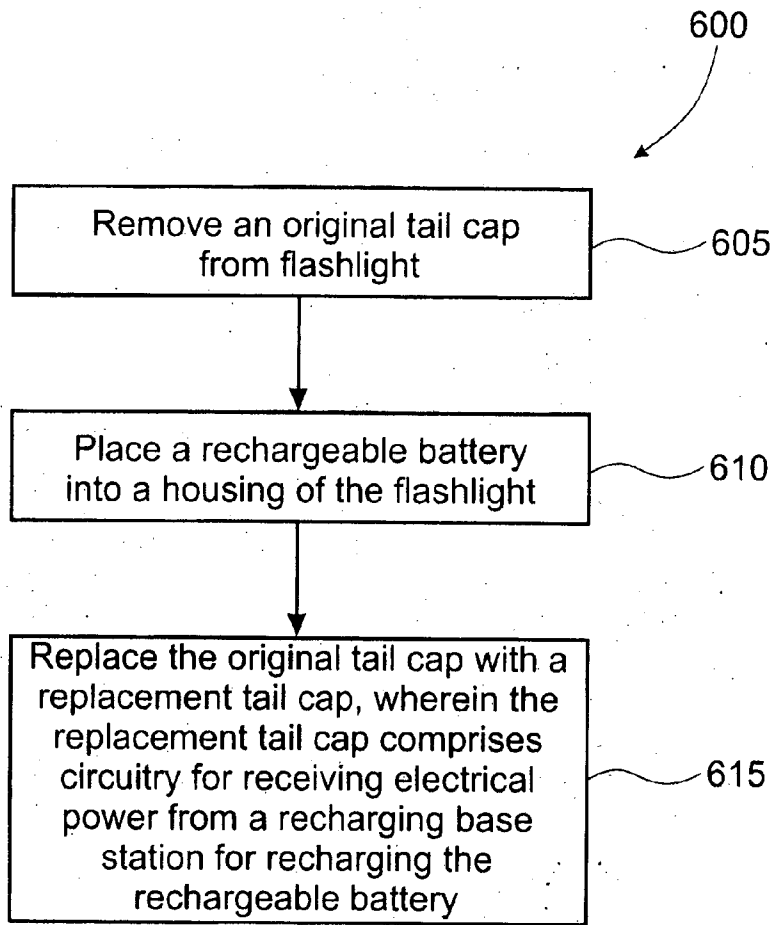 600
Remove an original tail cap
from flashlight
605
Place a rechargeable battery
into a housing of the flashlight
610
Replace the original tail cap with a
replacement tail cap, wherein the
replacement tail cap comprises
circuitry for receiving electrical
power from a recharging base
station for recharging the
rechargeable battery
615